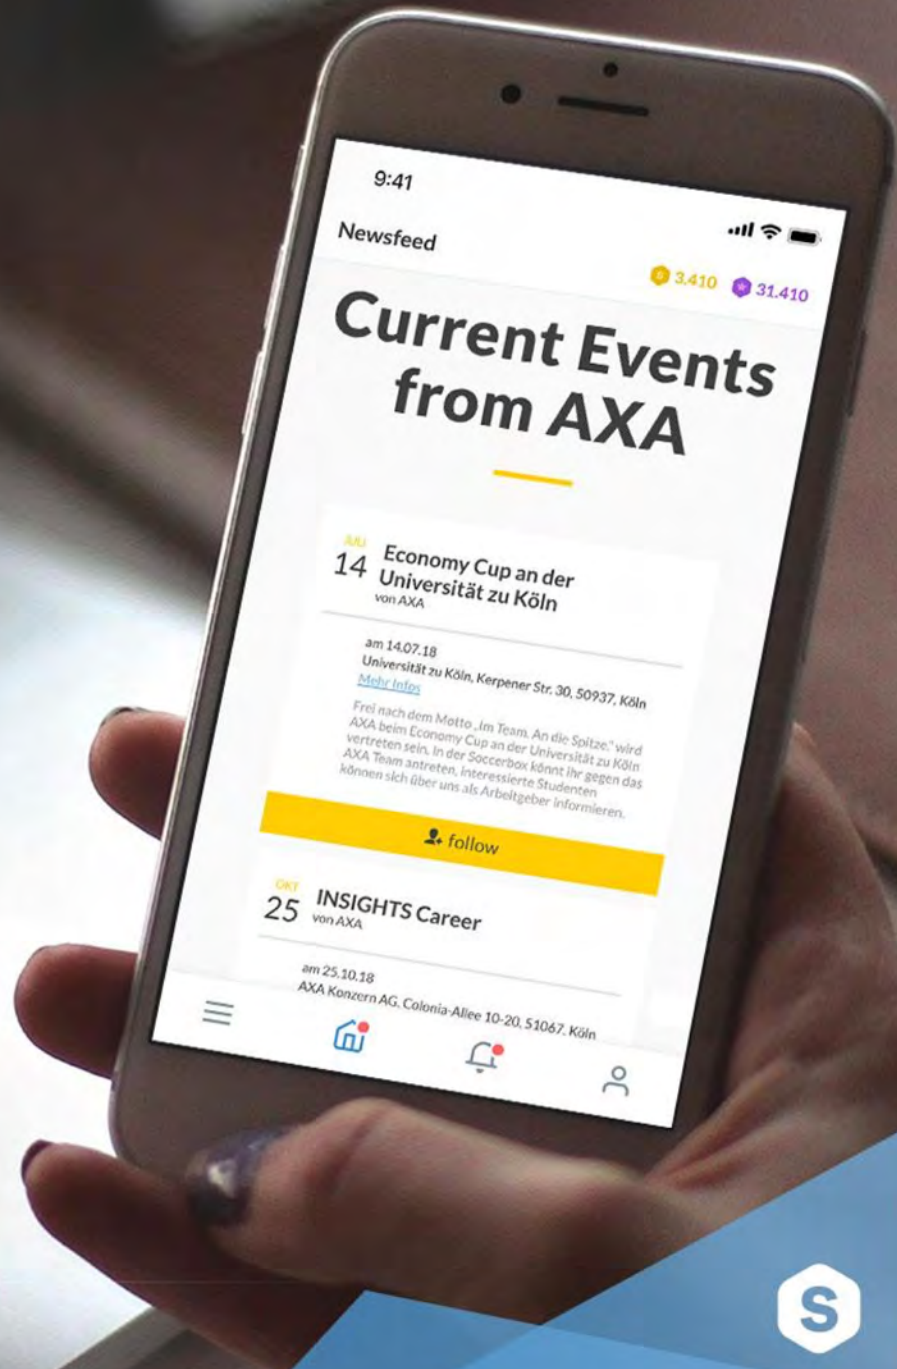 9:41
Newsfeed
S 3.410 31.410
Current Events
from AXA
JULI
14
Economy Cup an der
Universität zu Köln
von AXA
am 14.07.18
Universität zu Köln, Kerpener Str. 30, 50937, Köln
Mehr Infos
Frei nach dem Motto „Im Team. An die Spitze.“ wird
AXA beim Economy Cup an der Universität zu Köln
vertreten sein. In der Soccerbox könnt ihr gegen das
AXA Team antreten, interessierte Studenten
können sich über uns als Arbeitgeber informieren.
follow
OKT
25
INSIGHTS Career
von AXA
am 25.10.18
AXA Konzern AG, Colonia-Allee 10-20, 51067, Köln
S